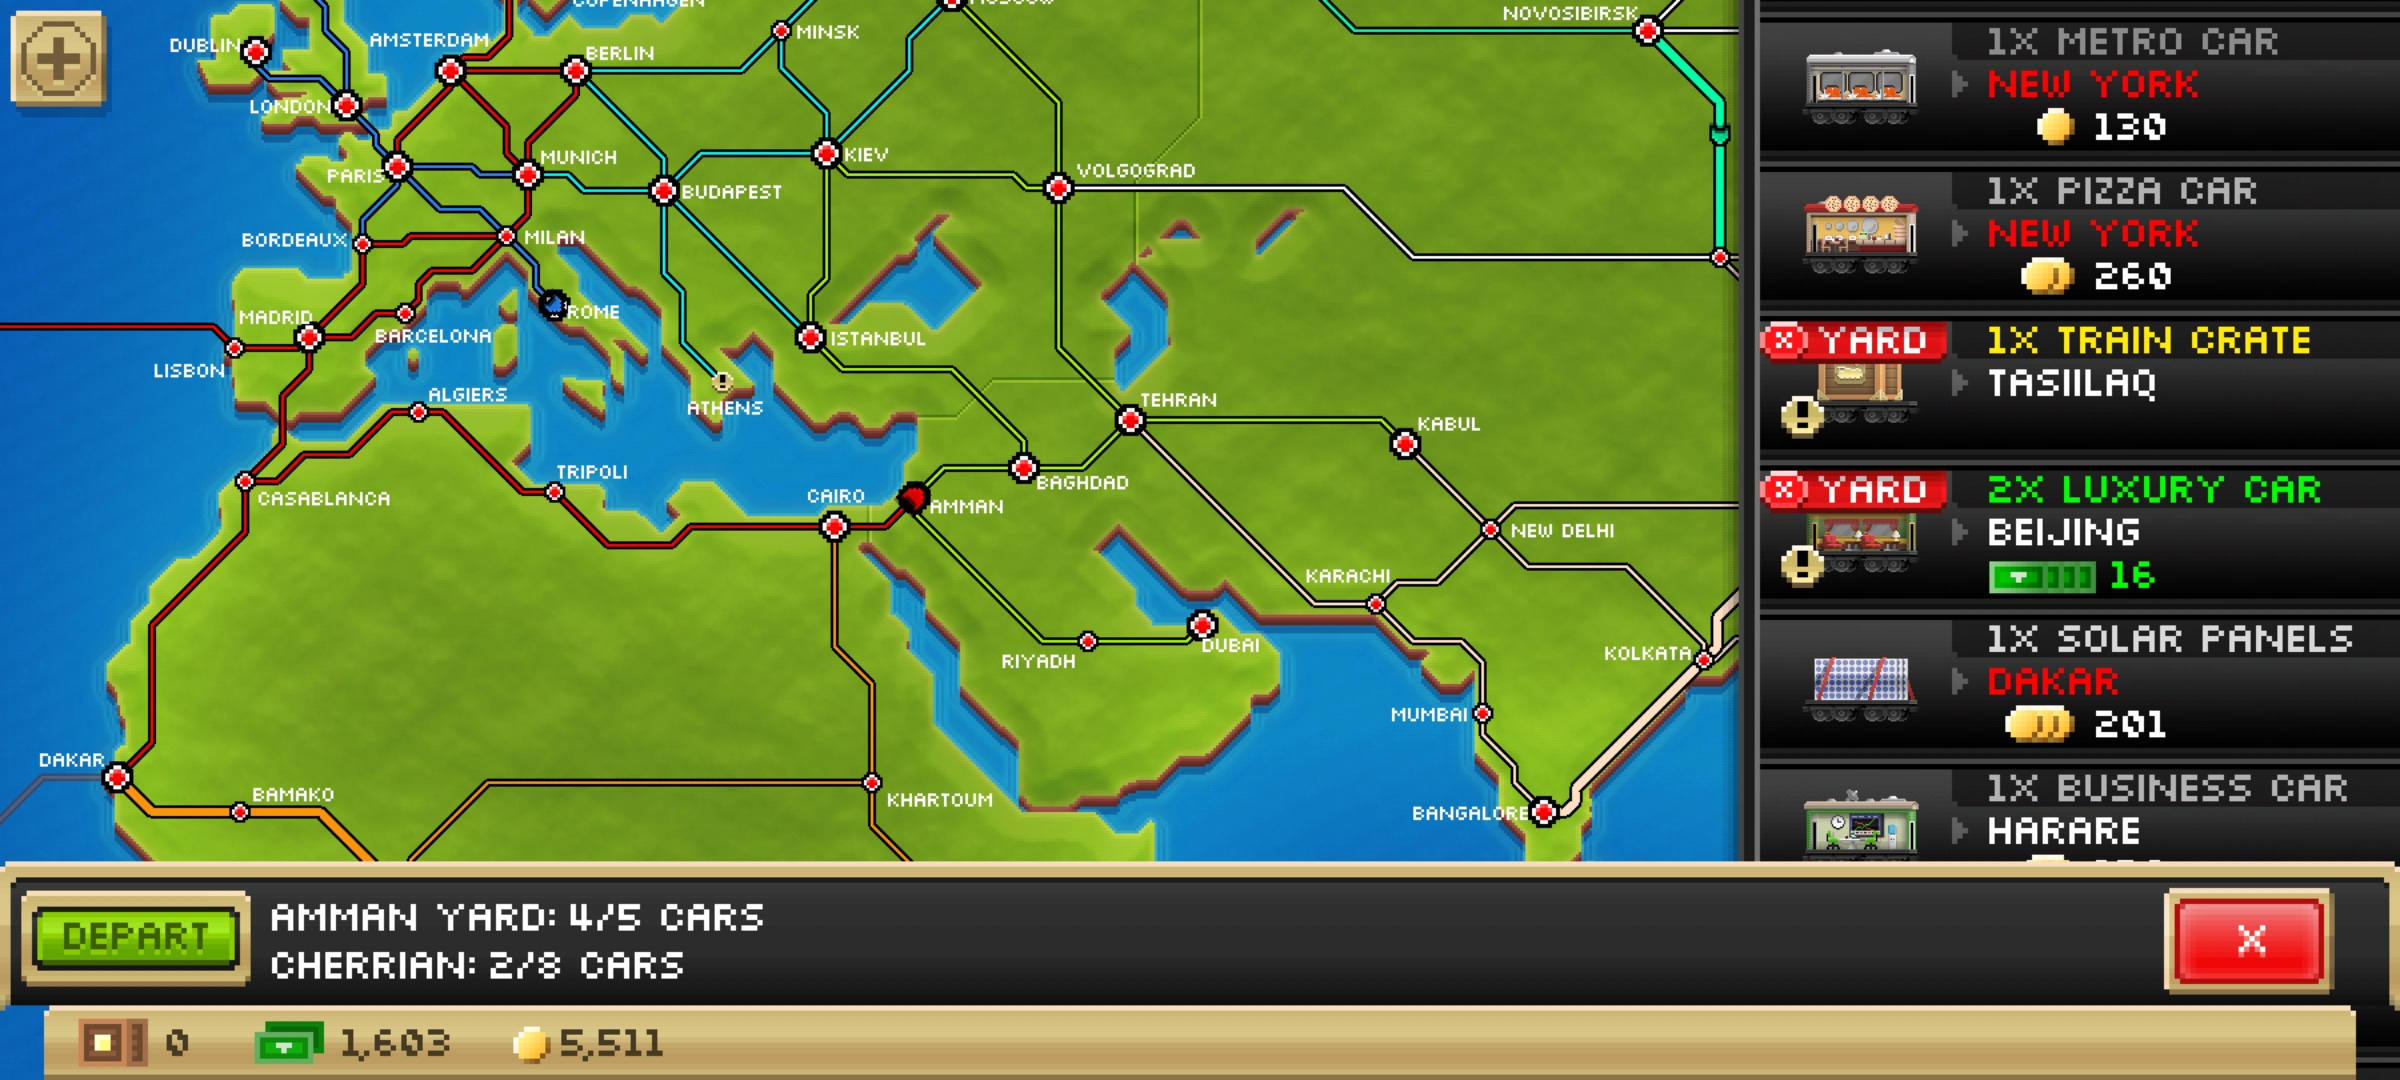 COPENHAGEN
NOVOSIBIRSK
DUBLIN
AMSTERDAM
BERLIN
MINSK
LONDON
PARIS
MUNICH
KIEV
BUDAPEST
VOLGOGRAD
BORDEAUX
MILAN
MADRID
BARCELONA
ROME
ISTANBUL
LISBON
ALGIERS
ATHENS
TEHRAN
KABUL
CASABLANCA
TRIPOLI
CAIRO
AMMAN
BAGHDAD
NEW DELHI
KARACHI
RIYADH
DUBAI
KOLKATA
MUMBAI
DAKAR
BAMAKO
KHARTOUM
BANGALORE
1X METRO CAR
NEW YORK
130
1X PIZZA CAR
NEW YORK
260
X YARD
1X TRAIN CRATE
TASIILAQ
X YARD
2X LUXURY CAR
BEIJING
16
1X SOLAR PANELS
DAKAR
201
1X BUSINESS CAR
HARARE
DEPART
AMMAN YARD: 4/5 CARS
CHERRIAN: 2/8 CARS
X
0
1,603
5,511